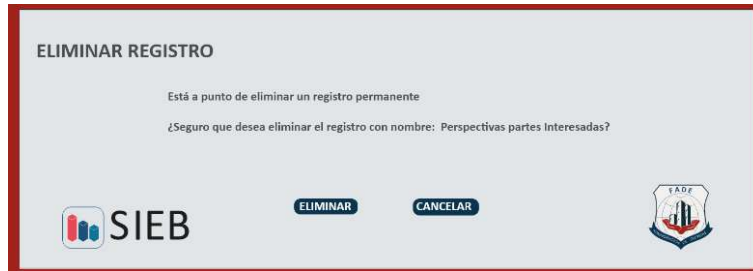 ELIMINAR REGISTRO
Está a punto de eliminar un registro permanente
¿Seguro que desea eliminar el registro con nombre: Perspectivas partes Interesadas?
ELIMINAR
CANCELAR
SIEB
FADE